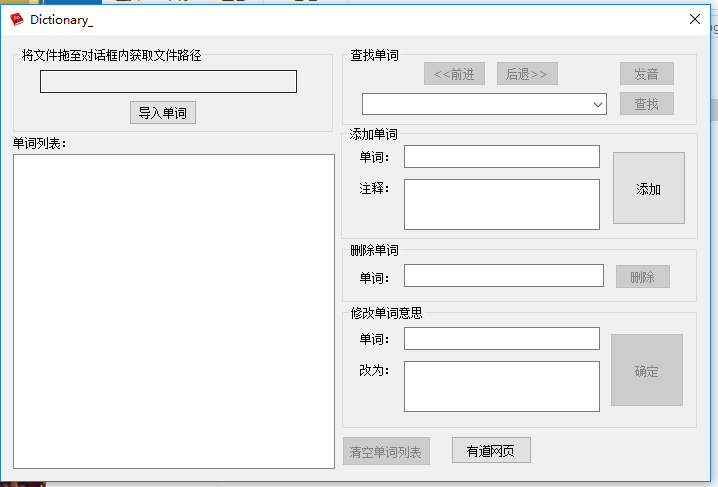 Dictionary_
将文件拖至对话框内获取文件路径
导入单词
单词列表:
查找单词
<<前进
后退>>
发音
查找
添加单词
单词:
注释:
添加
删除单词
单词:
删除
修改单词意思
单词:
改为:
确定
清空单词列表
有道网页